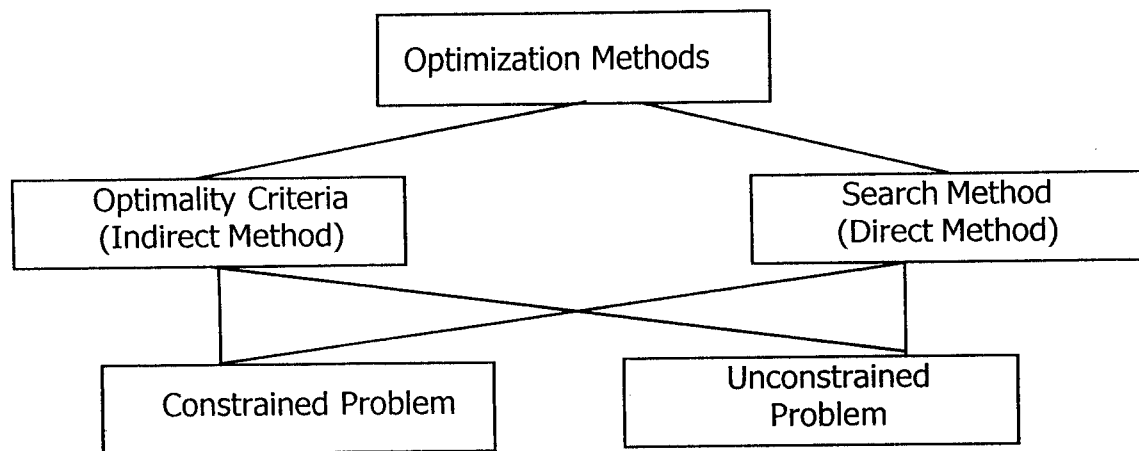 Optimization Methods
Optimality Criteria
(Indirect Method)
Search Method
(Direct Method)
Constrained Problem
Unconstrained
Problem